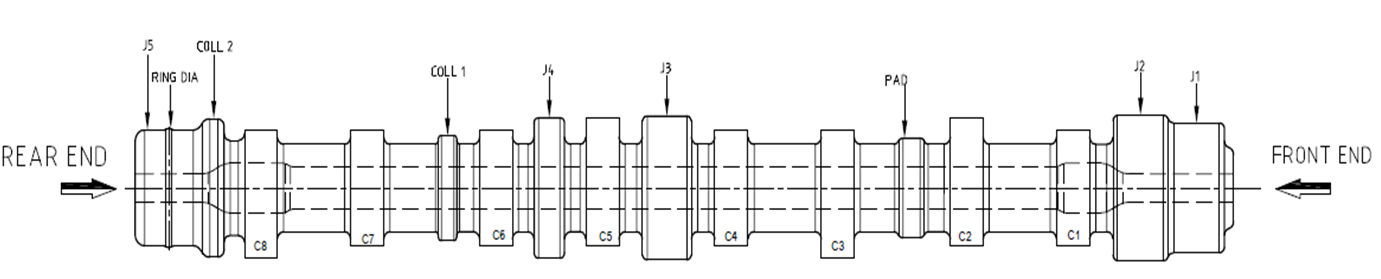 J5
COLL 2
RING DIA
COLL 1
J4
J3
PAD
J2
J1
REAR END
FRONT END
C8
C7
C6
C5
C4
C3
C2
C1